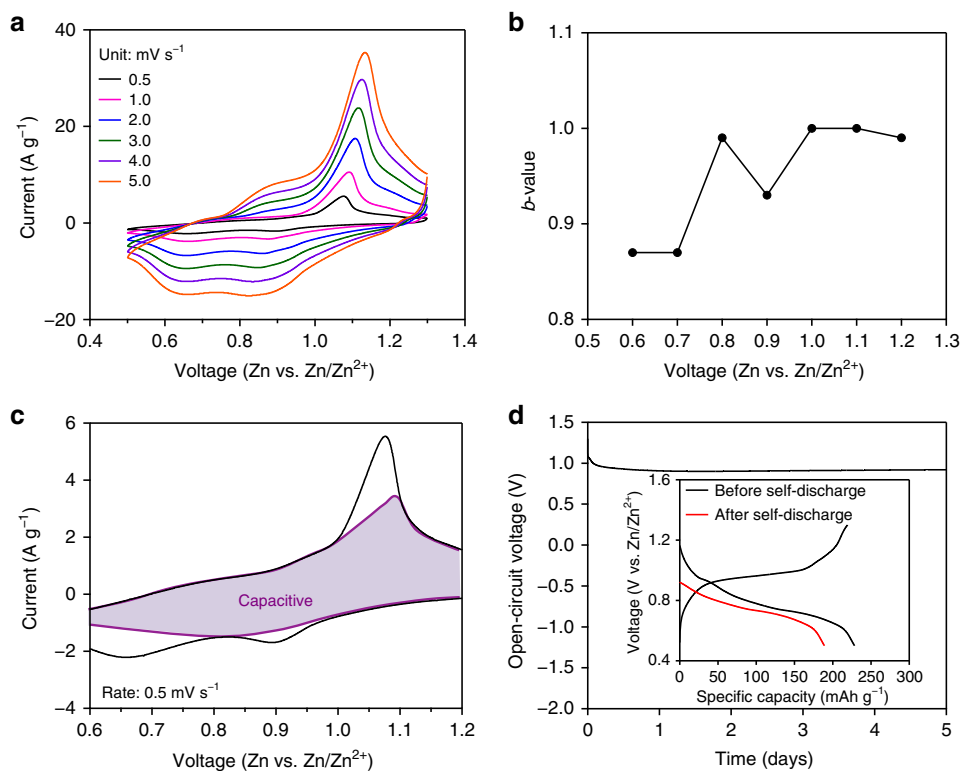 a
Unit: mV s⁻¹
0.5
1.0
2.0
3.0
4.0
5.0
40
20
0
−20
Current (A g⁻¹)
0.4 0.6 0.8 1.0 1.2 1.4
Voltage (Zn vs. Zn/Zn²⁺)
b
1.1
1.0
0.9
0.8
b-value
0.5 0.6 0.7 0.8 0.9 1.0 1.1 1.2 1.3
Voltage (Zn vs. Zn/Zn²⁺)
c
6
4
2
0
−2
−4
Current (A g⁻¹)
Capacitive
Rate: 0.5 mV s⁻¹
0.6 0.7 0.8 0.9 1.0 1.1 1.2
Voltage (Zn vs. Zn/Zn²⁺)
d
1.5
1.0
0.5
0.0
−0.5
−1.0
−1.5
−2.0
Open-circuit voltage (V)
0 1 2 3 4 5
Time (days)
Before self-discharge
After self-discharge
1.6
1.2
0.8
0.4
Voltage (V vs. Zn/Zn²⁺)
0 50 100 150 200 250 300
Specific capacity (mAh g⁻¹)